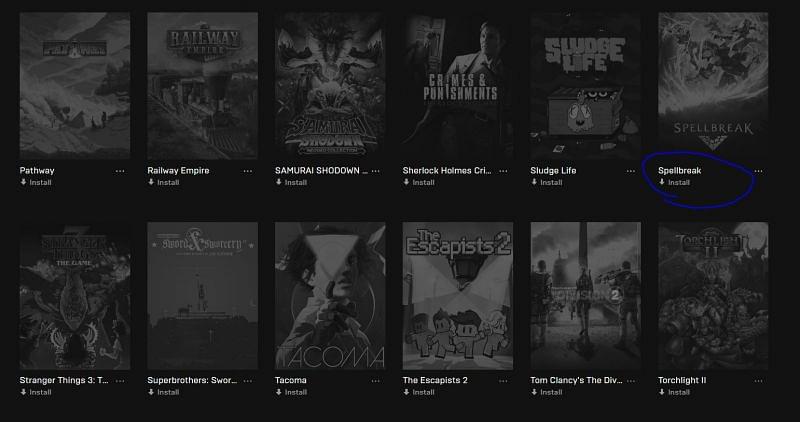 PATHWAY
RAILWAY
EMPIRE
SAMURAI
SHODOWN
NEOGEO COLLECTION
CRIMES &
PUNISHMENTS
SLUDGE
LIFE
SPELLBREAK
Pathway ...
Install
Railway Empire ...
Install
SAMURAI SHODOWN ... ...
Install
Sherlock Holmes Cri... ...
Install
Sludge Life ...
Install
Spellbreak ...
Install
STRANGER
THINGS
THE GAME
Sword & Sworcery
TACOMA
The
Escapists 2
DIVISION 2
TORCHLIGHT
II
Stranger Things 3: T... ...
Install
Superbrothers: Swor... ...
Install
Tacoma ...
Install
The Escapists 2 ...
Install
Tom Clancy's The Div... ...
Install
Torchlight II ...
Install